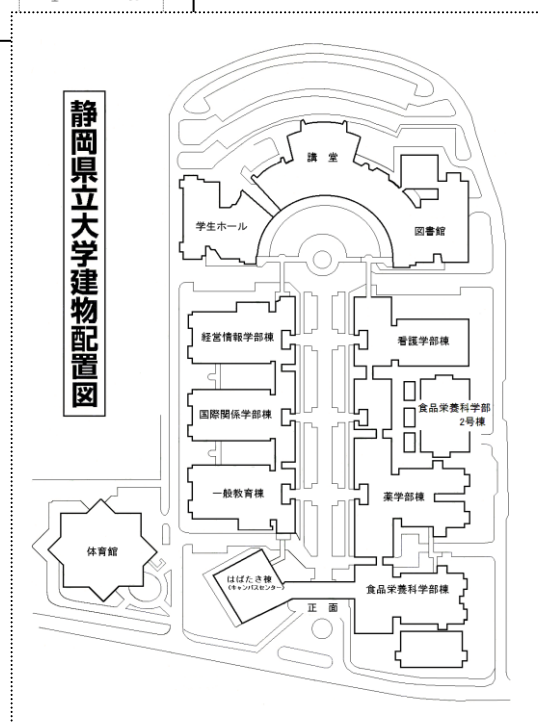 静岡県立大学建物配置図
講 堂
学生ホール
図書館
経営情報学部棟
看護学部棟
国際関係学部棟
食品栄養科学部
2号棟
一般教育棟
薬学部棟
体育館
はばたき棟
(キャンパスセンター)
食品栄養科学部棟
正 面